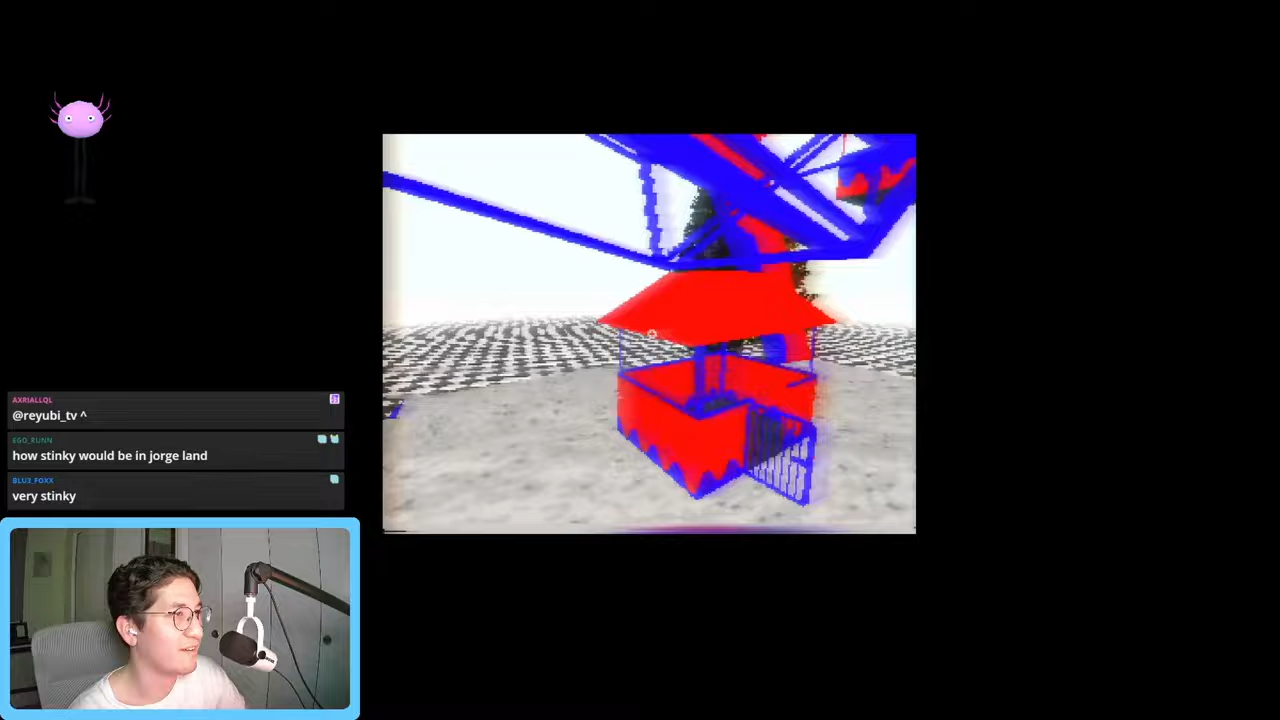 AXRIALLQL
@reyubi_tv ^
EGO_RUNN
how stinky would be in jorge land
BLU3_FOXX
very stinky